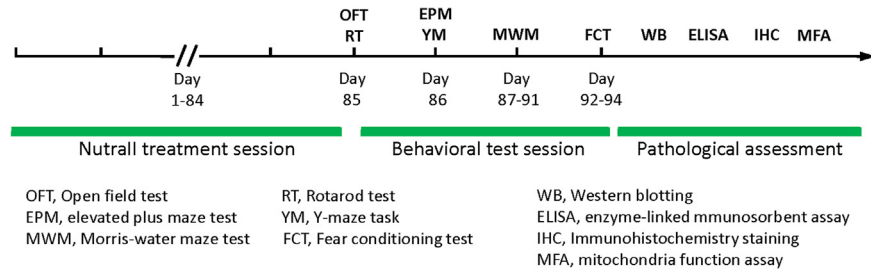 OFT EPM
RT YM MWM FCT WB ELISA IHC MFA
Day Day Day Day Day
1-84 85 86 87-91 92-94
Nutrall treatment session Behavioral test session Pathological assessment
OFT, Open field test RT, Rotarod test WB, Western blotting
EPM, elevated plus maze test YM, Y-maze task ELISA, enzyme-linked mmunosorbent assay
MWM, Morris-water maze test FCT, Fear conditioning test IHC, Immunohistochemistry staining
MFA, mitochondria function assay